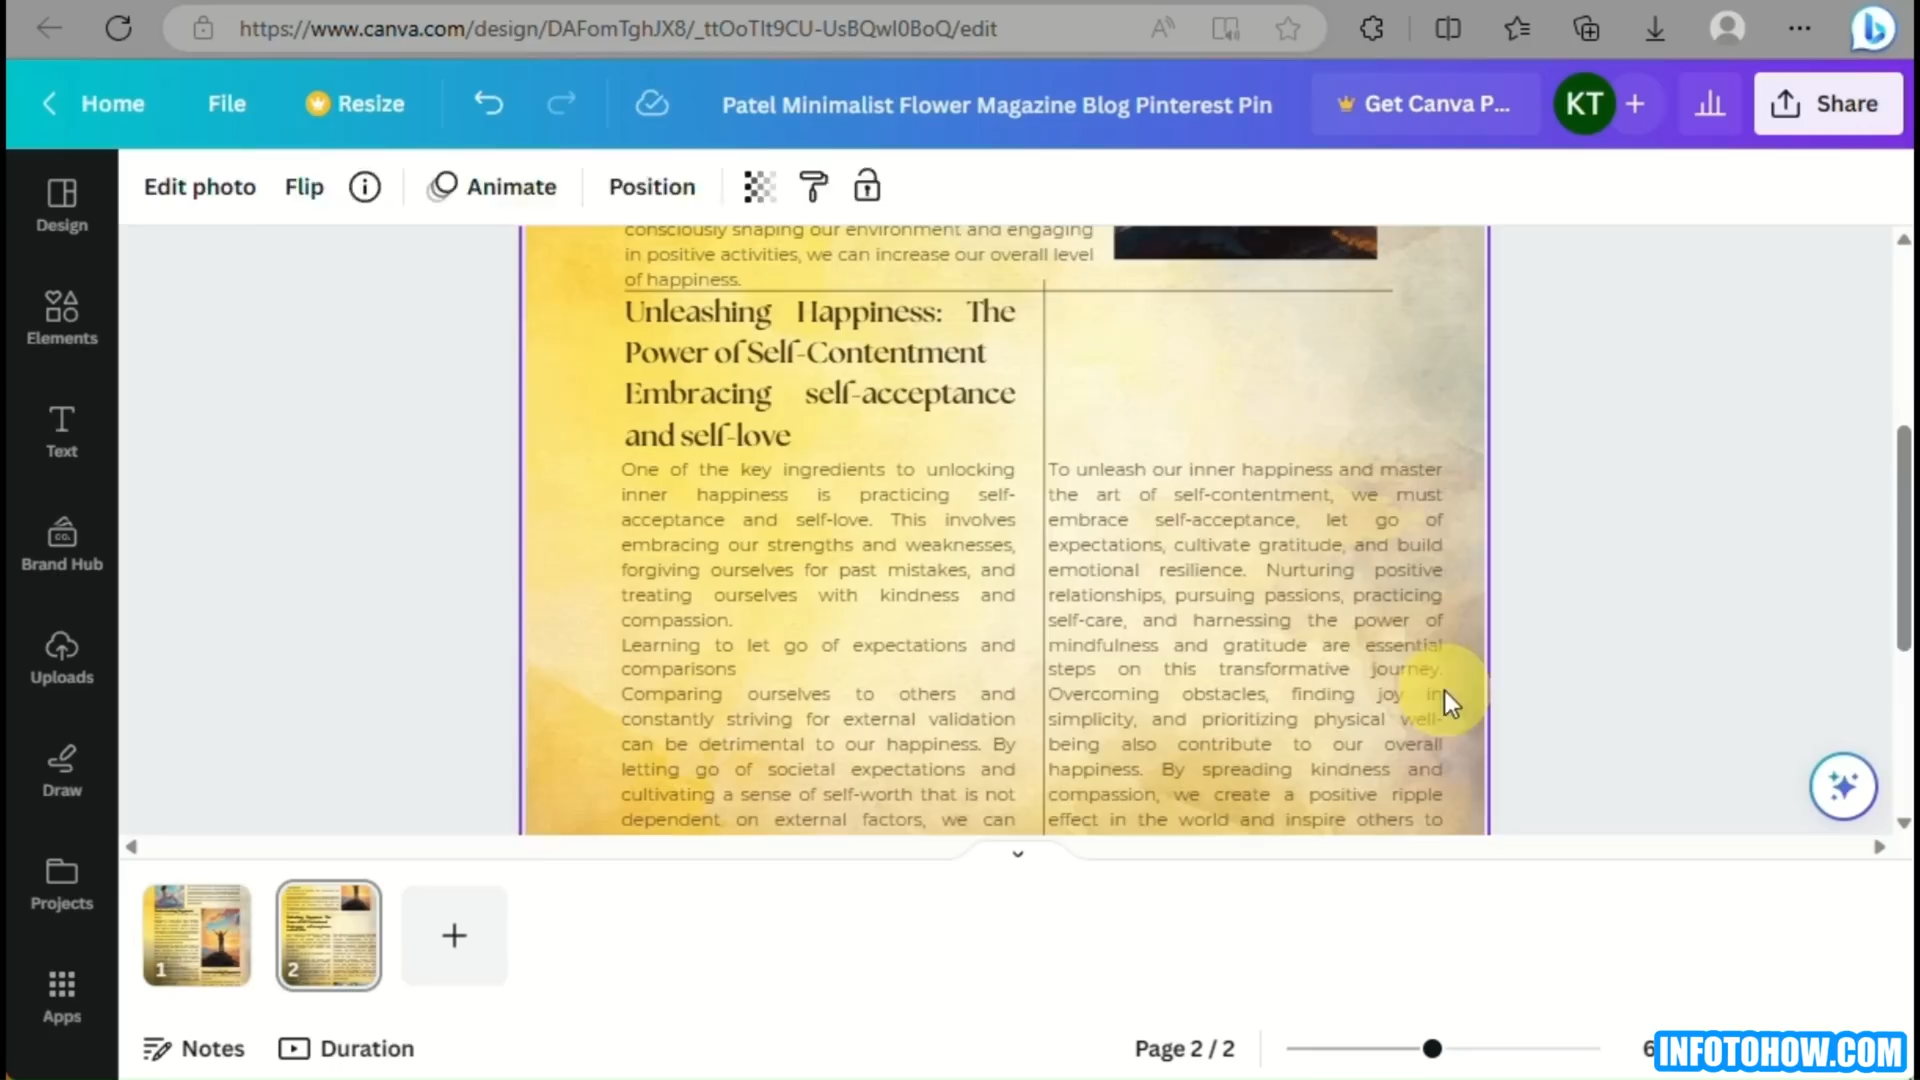 https://www.canva.com/design/DAFomTghJX8/_ttOoTIt9CU-UsBQwI0BoQ/edit
Home File Resize Patel Minimalist Flower Magazine Blog Pinterest Pin Get Canva P... KT + Share
Edit photo Flip Animate Position
Design
Elements
Text
Brand Hub
Uploads
Draw
Projects
Apps
consciously shaping our environment and engaging
in positive activities, we can increase our overall level
of happiness.
Unleashing Happiness: The
Power of Self-Contentment
Embracing self-acceptance
and self-love
One of the key ingredients to unlocking
inner happiness is practicing self-
acceptance and self-love. This involves
embracing our strengths and weaknesses,
forgiving ourselves for past mistakes, and
treating ourselves with kindness and
compassion.
Learning to let go of expectations and
comparisons
Comparing ourselves to others and
constantly striving for external validation
can be detrimental to our happiness. By
letting go of societal expectations and
cultivating a sense of self-worth that is not
dependent on external factors, we can
To unleash our inner happiness and master
the art of self-contentment, we must
embrace self-acceptance, let go of
expectations, cultivate gratitude, and build
emotional resilience. Nurturing positive
relationships, pursuing passions, practicing
self-care, and harnessing the power of
mindfulness and gratitude are essential
steps on this transformative journey.
Overcoming obstacles, finding joy in
simplicity, and prioritizing physical well-
being also contribute to our overall
happiness. By spreading kindness and
compassion, we create a positive ripple
effect in the world and inspire others to
1
2
+
Notes Duration Page 2 / 2
INFOTOHOW.COM